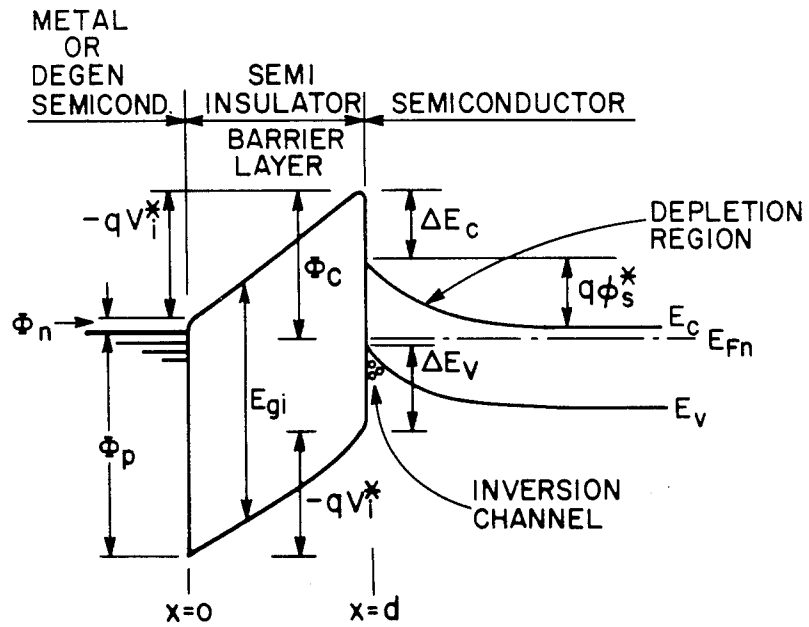 METAL
OR
DEGEN
SEMICOND.
SEMI
INSULATOR
SEMICONDUCTOR
BARRIER
LAYER
-qV*i
ΔEc
DEPLETION
REGION
Φc
qφ*s
Φn
Ec
EFn
ΔEv
Egi
Ev
Φp
-qV*i
INVERSION
CHANNEL
x=0
x=d